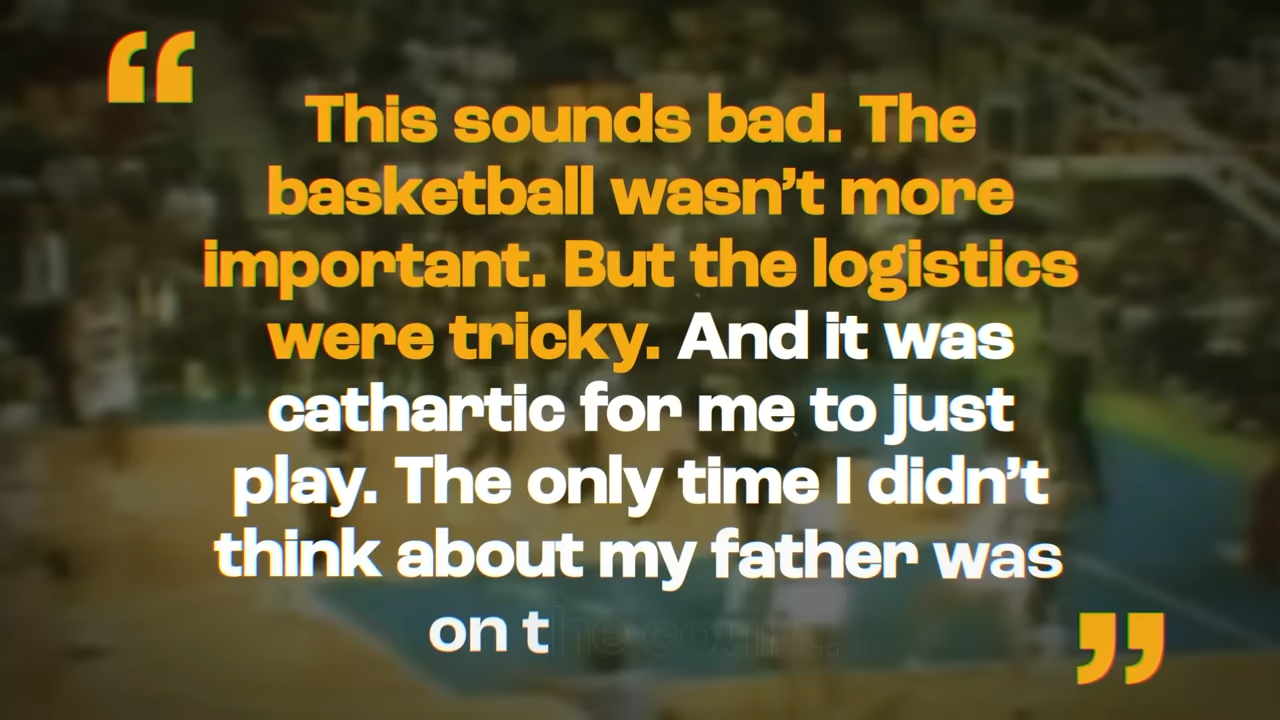 “
This sounds bad. The
basketball wasn’t more
important. But the logistics
were tricky. And it was
cathartic for me to just
play. The only time I didn’t
think about my father was
on t
”